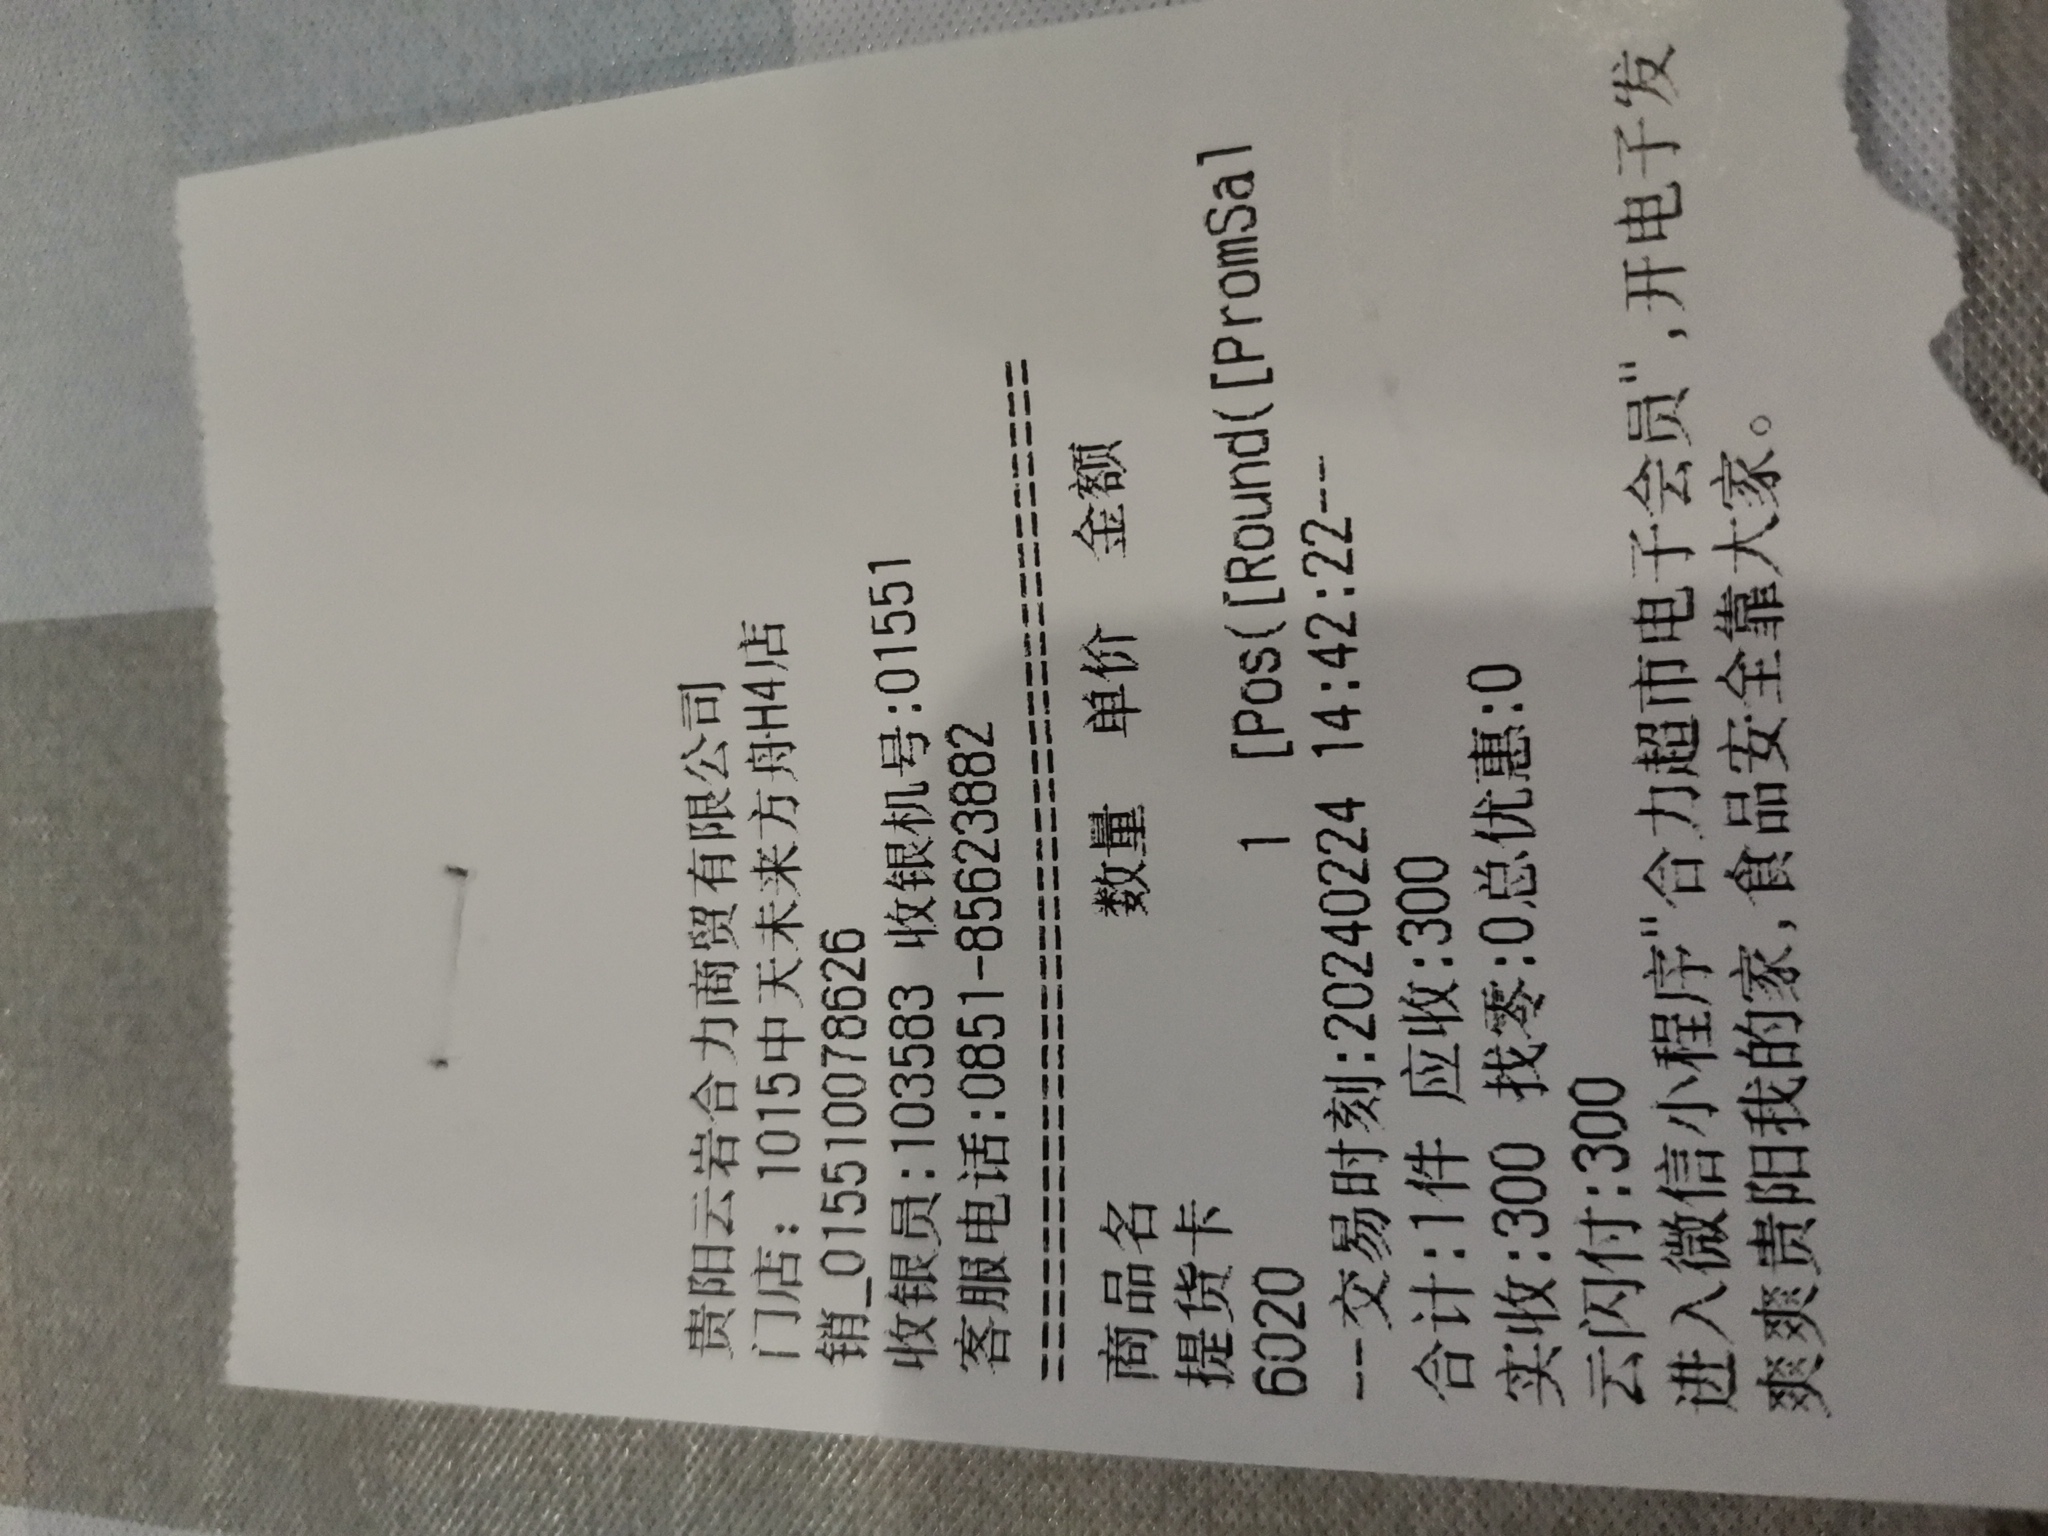 贵阳云岩合力商贸有限公司
门店：1015中天未来方舟H4店
销_015510078626
收银员:103583 收银机号:01551
客服电话:0851-85623882
================================================
商品名 数量 单价 金额
提货卡
6020 1 [Pos([Round([PromSal
--交易时刻:20240224 14:42:22--
合计:1件 应收:300
实收:300 找零:0总优惠:0
云闪付:300
进入微信小程序"合力超市电子会员",开电子发
爽爽贵阳我的家,食品安全靠大家。